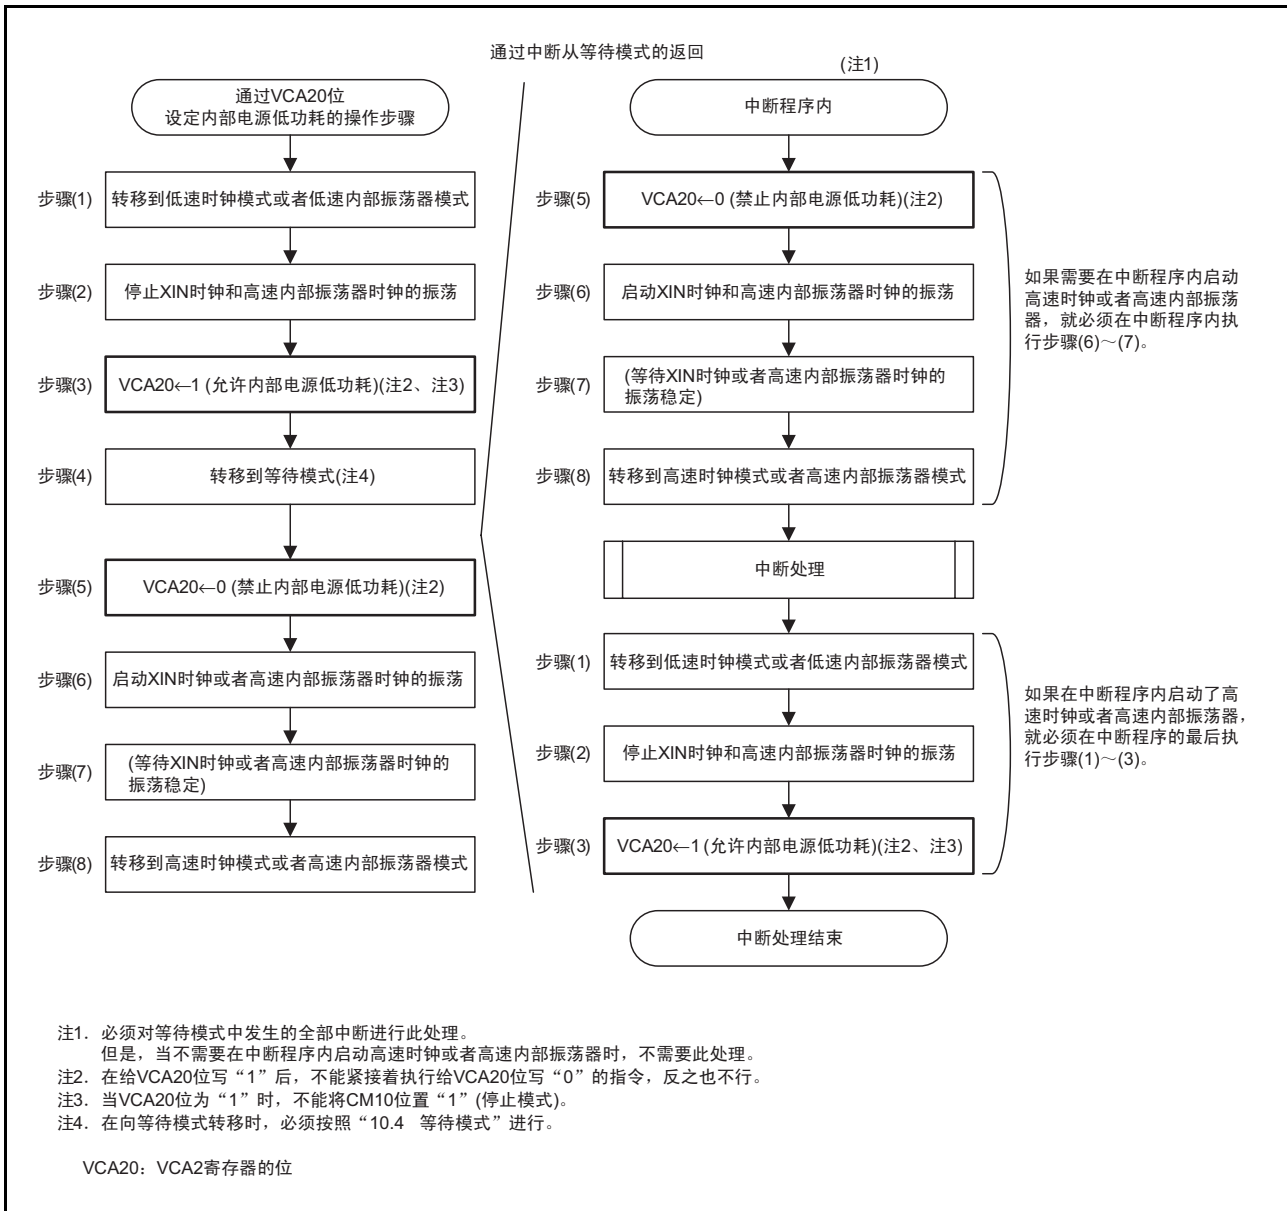 通过中断从等待模式的返回
通过VCA20位
设定内部电源低功耗的操作步骤
步骤(1)
转移到低速时钟模式或者低速内部振荡器模式
步骤(2)
停止XIN时钟和高速内部振荡器时钟的振荡
步骤(3)
VCA20←1 (允许内部电源低功耗)(注2、注3)
步骤(4)
转移到等待模式(注4)
步骤(5)
VCA20←0 (禁止内部电源低功耗)(注2)
步骤(6)
启动XIN时钟或者高速内部振荡器时钟的振荡
步骤(7)
(等待XIN时钟或者高速内部振荡器时钟的
振荡稳定)
步骤(8)
转移到高速时钟模式或者高速内部振荡器模式
(注1)
中断程序内
步骤(5)
VCA20←0 (禁止内部电源低功耗)(注2)
步骤(6)
启动XIN时钟和高速内部振荡器时钟的振荡
步骤(7)
(等待XIN时钟或者高速内部振荡器时钟的
振荡稳定)
步骤(8)
转移到高速时钟模式或者高速内部振荡器模式
如果需要在中断程序内启动
高速时钟或者高速内部振荡
器，就必须在中断程序内执
行步骤(6)～(7)。
中断处理
步骤(1)
转移到低速时钟模式或者低速内部振荡器模式
步骤(2)
停止XIN时钟和高速内部振荡器时钟的振荡
步骤(3)
VCA20←1 (允许内部电源低功耗)(注2、注3)
如果在中断程序内启动了高
速时钟或者高速内部振荡器，
就必须在中断程序的最后执
行步骤(1)～(3)。
中断处理结束
注1. 必须对等待模式中发生的全部中断进行此处理。
但是，当不需要在中断程序内启动高速时钟或者高速内部振荡器时，不需要此处理。
注2. 在给VCA20位写“1”后，不能紧接着执行给VCA20位写“0”的指令，反之也不行。
注3. 当VCA20位为“1”时，不能将CM10位置“1”(停止模式)。
注4. 在向等待模式转移时，必须按照“10.4 等待模式”进行。
VCA20：VCA2寄存器的位